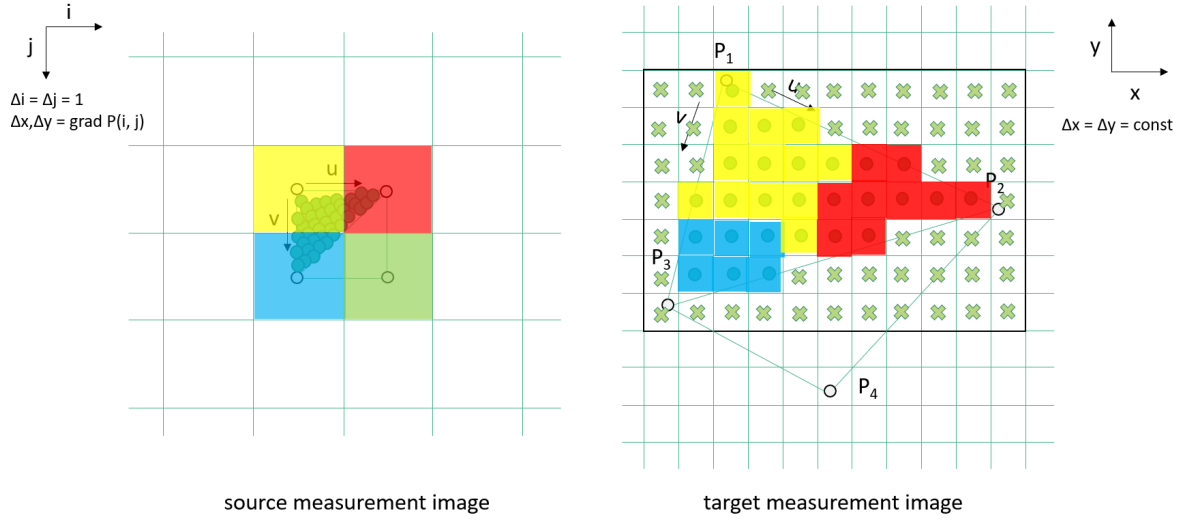 i
j
Δi = Δj = 1
Δx,Δy = grad P(i, j)
u
v
source measurement image
P1
u
v
P2
P3
P4
y
x
Δx = Δy = const
target measurement image